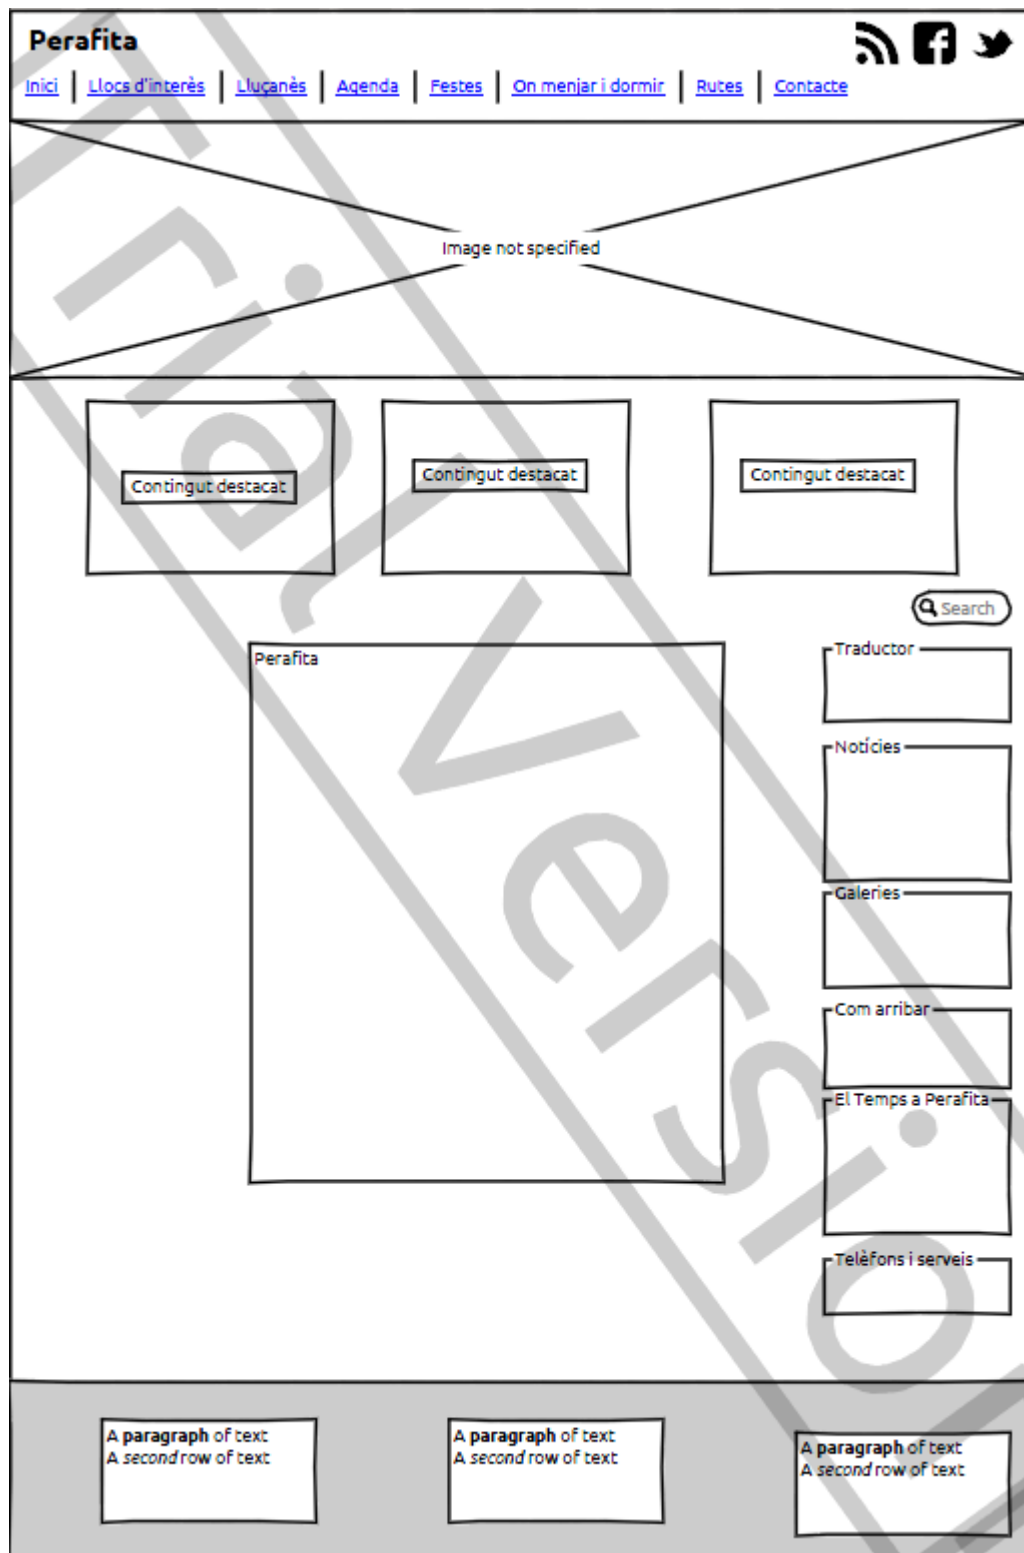 Perafita
Inici | Llocs d'interès | Lluçanès | Agenda | Festes | On menjar i dormir | Rutes | Contacte
Image not specified
Contingut destacat
Contingut destacat
Contingut destacat
Search
Perafita
Traductor
Notícies
Galeries
Com arribar
El Temps a Perafita
Telèfons i serveis
A paragraph of text
A second row of text
A paragraph of text
A second row of text
A paragraph of text
A second row of text
Trial Version